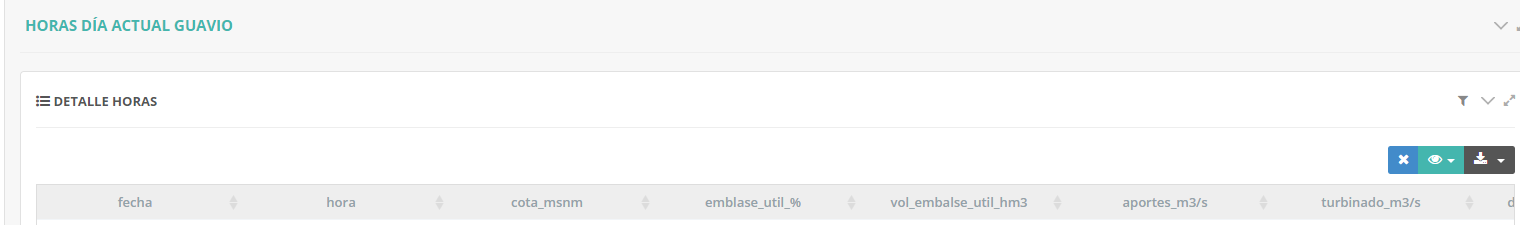 HORAS DÍA ACTUAL GUAVIO
DETALLE HORAS
fecha hora cota_msnm emblase_util_% vol_embalse_util_hm3 aportes_m3/s turbinado_m3/s